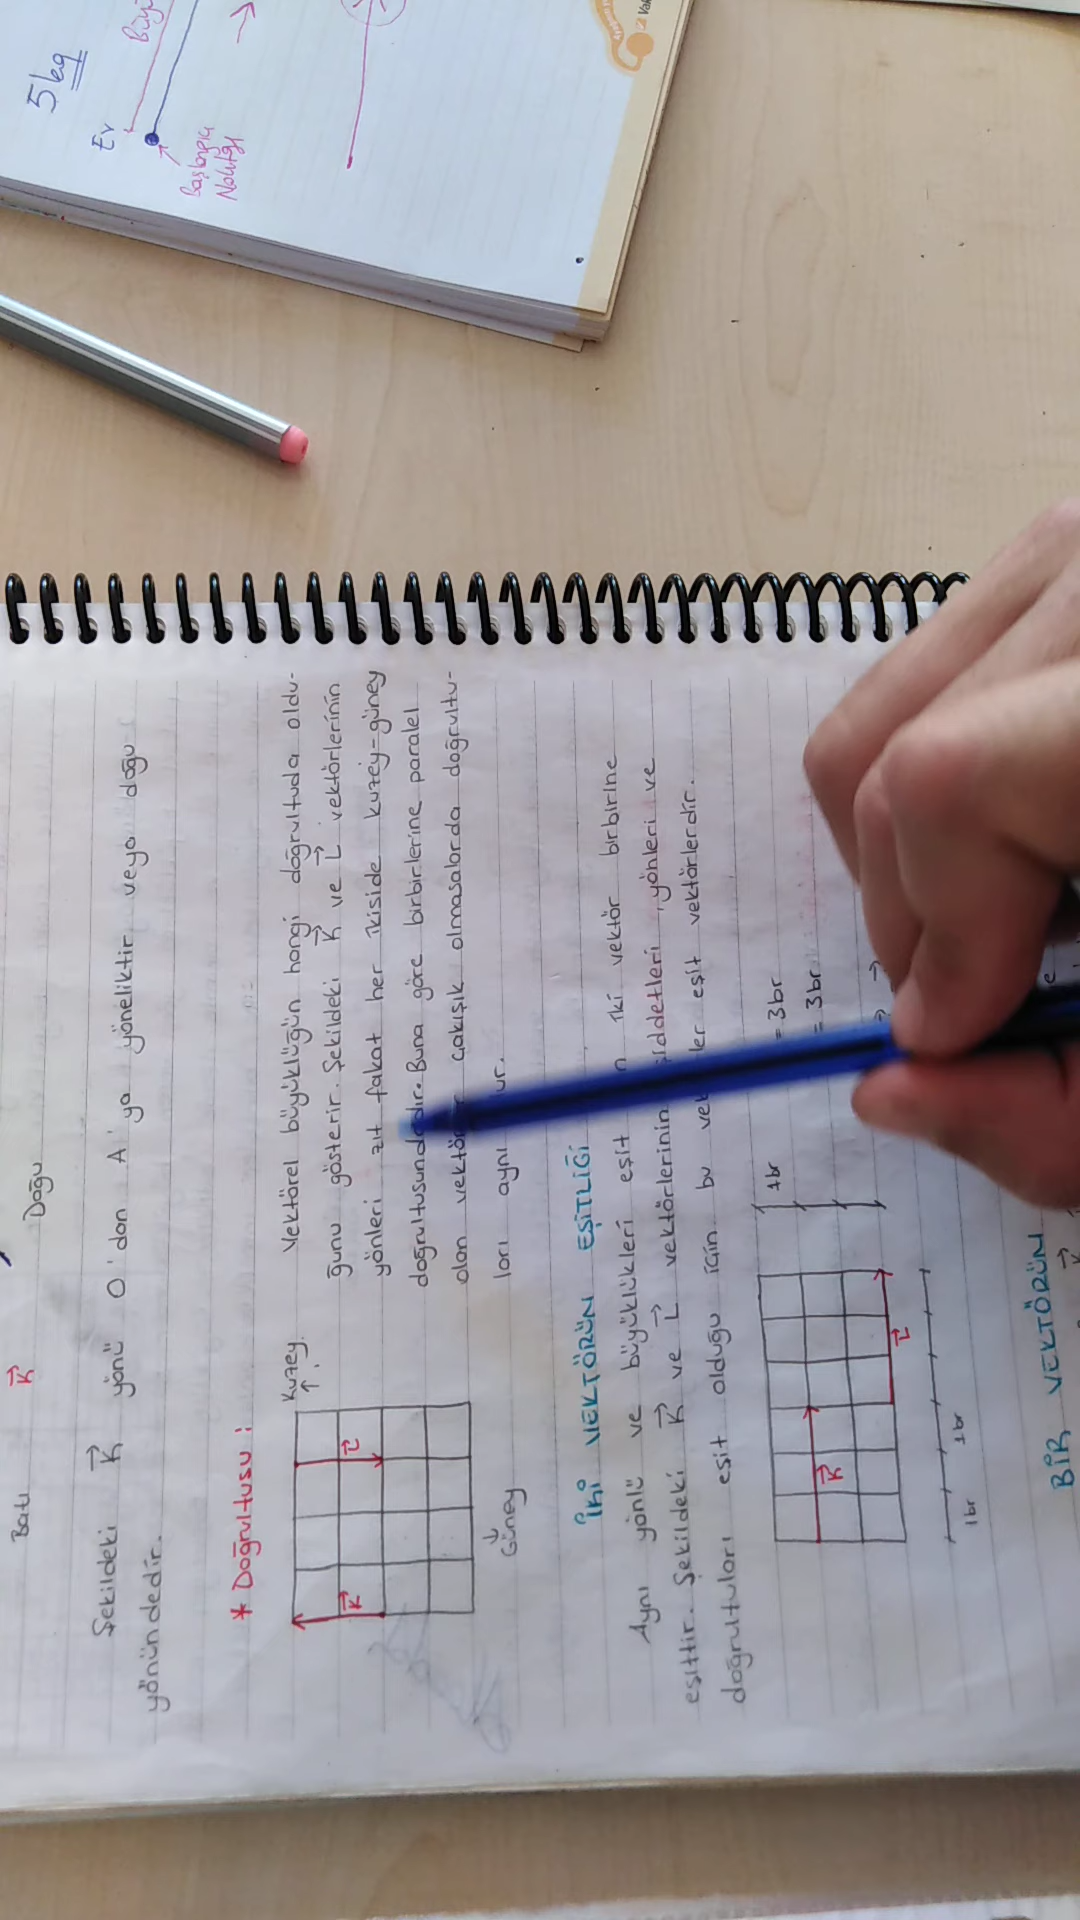 5kg
Ev
Başlangıç
Noktası
Batı
K
Doğu
Şekildeki K yönü O'dan A'ya yöneliktir veya doğu
yönündedir.
* Doğrultusu :
Kuzey
K
L
Güney
Vektörel büyüklüğün hangi doğrultuda oldu-
ğunu gösterir. Şekildeki K ve L vektörlerinin
yönleri zıt fakat her ikiside kuzey-güney
doğrultusundadır. Buna göre birbirlerine paralel
olan çakışık olmasalarda doğrultu-
ları aynı
İKİ VEKTÖRÜN EŞİTLİĞİ
Aynı yönlü ve büyüklükleri eşit iki vektör birbirine
eşittir. Şekildeki K ve L vektörlerinin şiddetleri, yönleri ve
doğrultuları eşit olduğu için bu eşit vektörlerdir.
K
L
1br
= 3br
= 3br
1br
1br
BİR VEKTÖRÜN